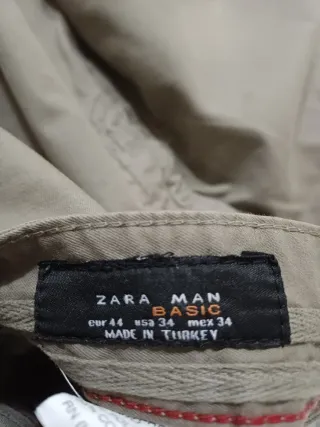 ZARA MAN
BASIC
eur 44 usa 34 mex 34
MADE IN TURKEY